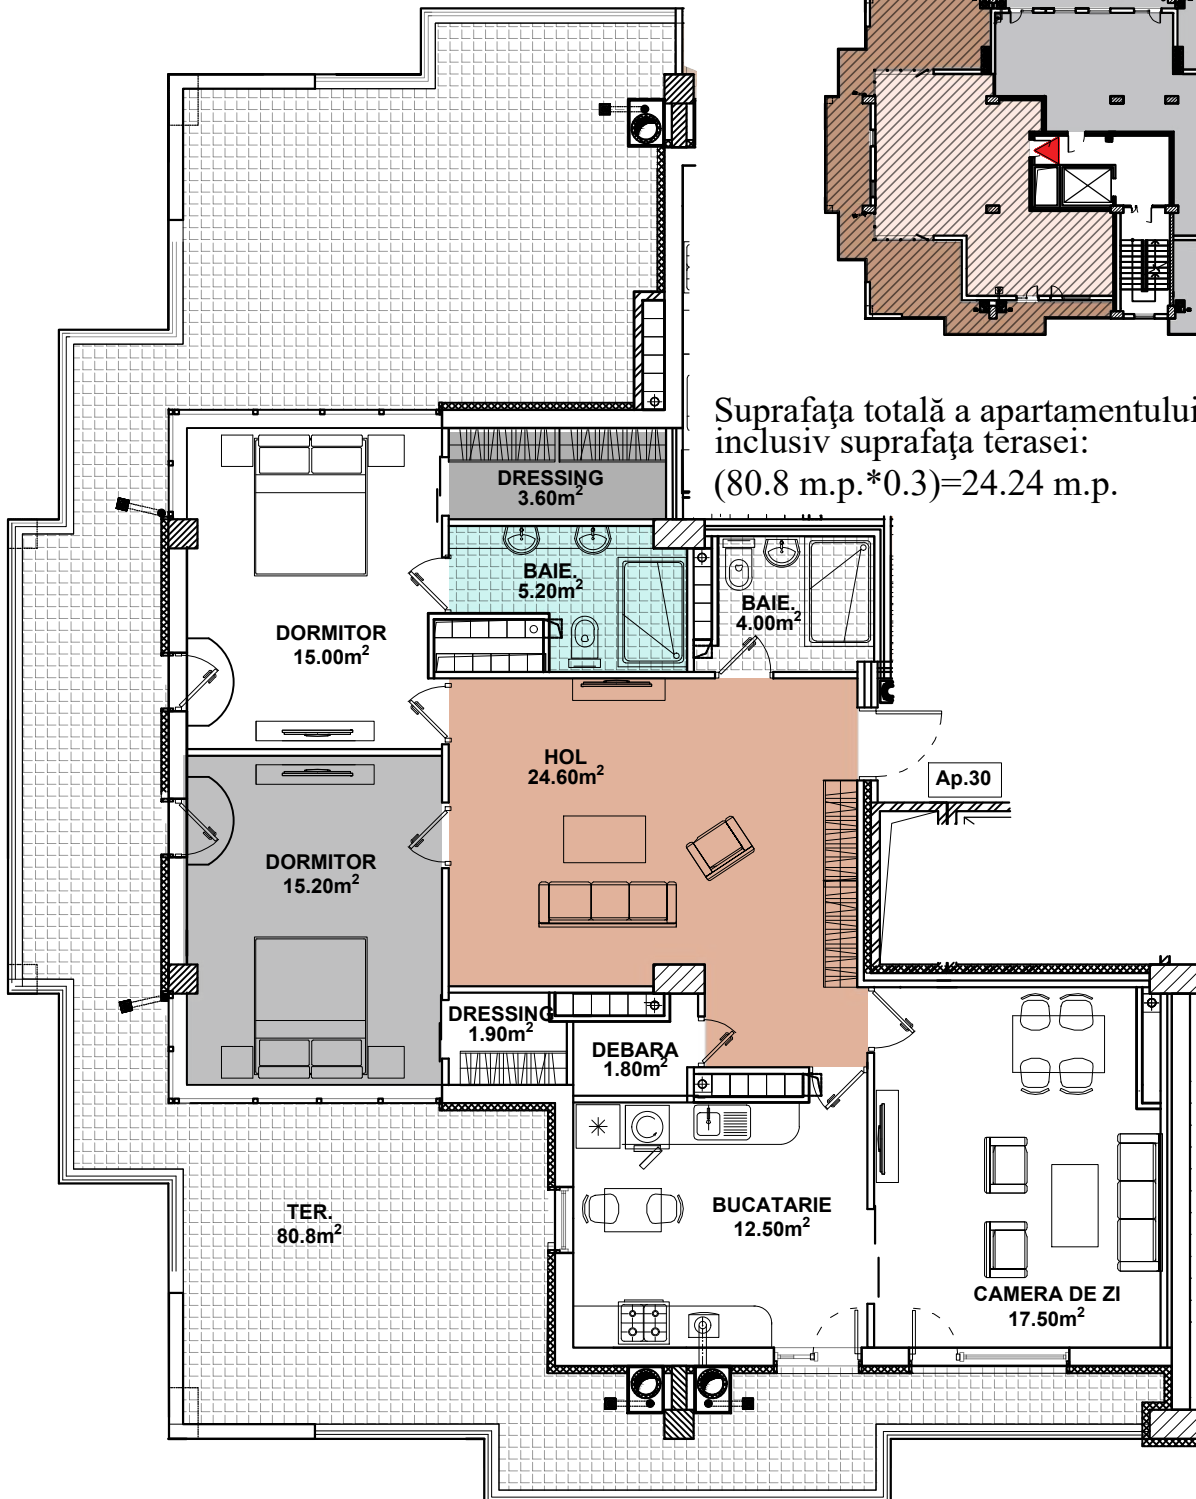 Suprafața totală a apartamentului
inclusiv suprafața terasei:
(80.8 m.p.*0.3)=24.24 m.p.
DRESSING
3.60m²
BAIE.
5.20m²
BAIE.
4.00m²
DORMITOR
15.00m²
HOL
24.60m²
Ap.30
DORMITOR
15.20m²
DRESSING
1.90m²
DEBARA
1.80m²
TER.
80.8m²
BUCATARIE
12.50m²
CAMERA DE ZI
17.50m²